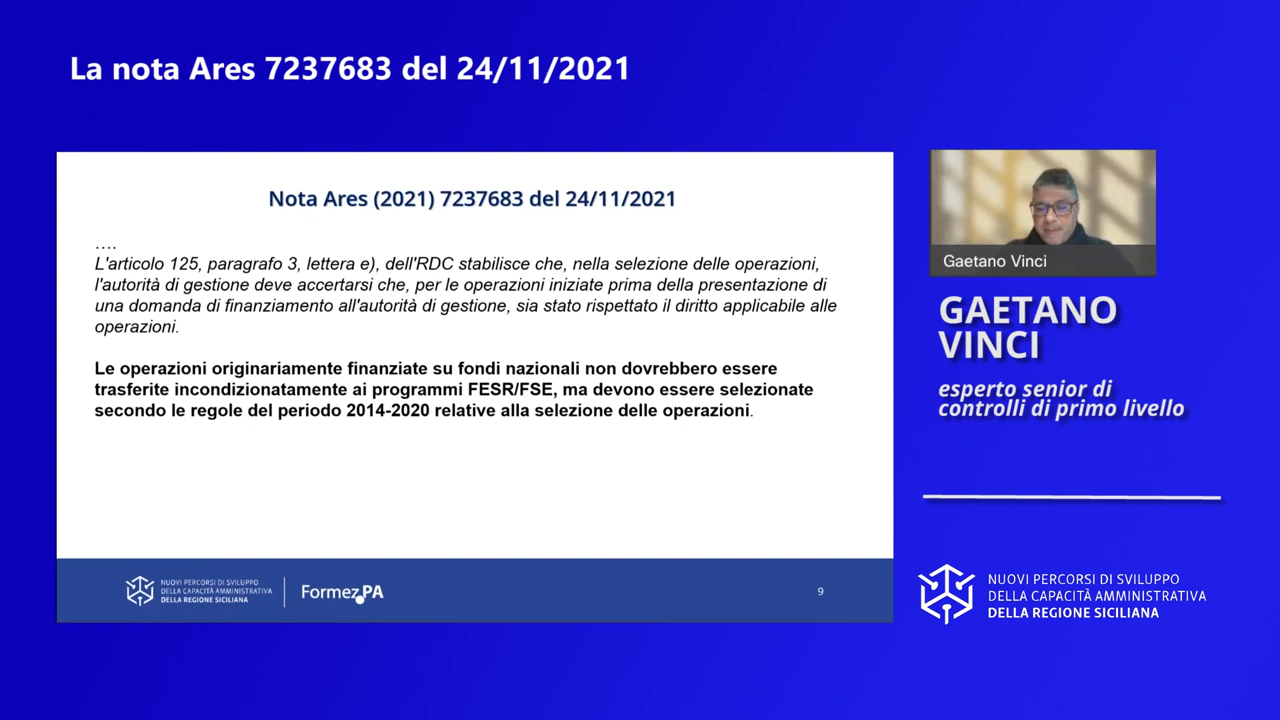 La nota Ares 7237683 del 24/11/2021
Nota Ares (2021) 7237683 del 24/11/2021
....
L'articolo 125, paragrafo 3, lettera e), dell'RDC stabilisce che, nella selezione delle operazioni,
l'autorità di gestione deve accertarsi che, per le operazioni iniziate prima della presentazione di
una domanda di finanziamento all'autorità di gestione, sia stato rispettato il diritto applicabile alle
operazioni.
Le operazioni originariamente finanziate su fondi nazionali non dovrebbero essere
trasferite incondizionatamente ai programmi FESR/FSE, ma devono essere selezionate
secondo le regole del periodo 2014-2020 relative alla selezione delle operazioni.
NUOVI PERCORSI DI SVILUPPO
DELLA CAPACITÀ AMMINISTRATIVA
DELLA REGIONE SICILIANA
Formez PA
9
Gaetano Vinci
GAETANO
VINCI
esperto senior di
controlli di primo livello
NUOVI PERCORSI DI SVILUPPO
DELLA CAPACITÀ AMMINISTRATIVA
DELLA REGIONE SICILIANA